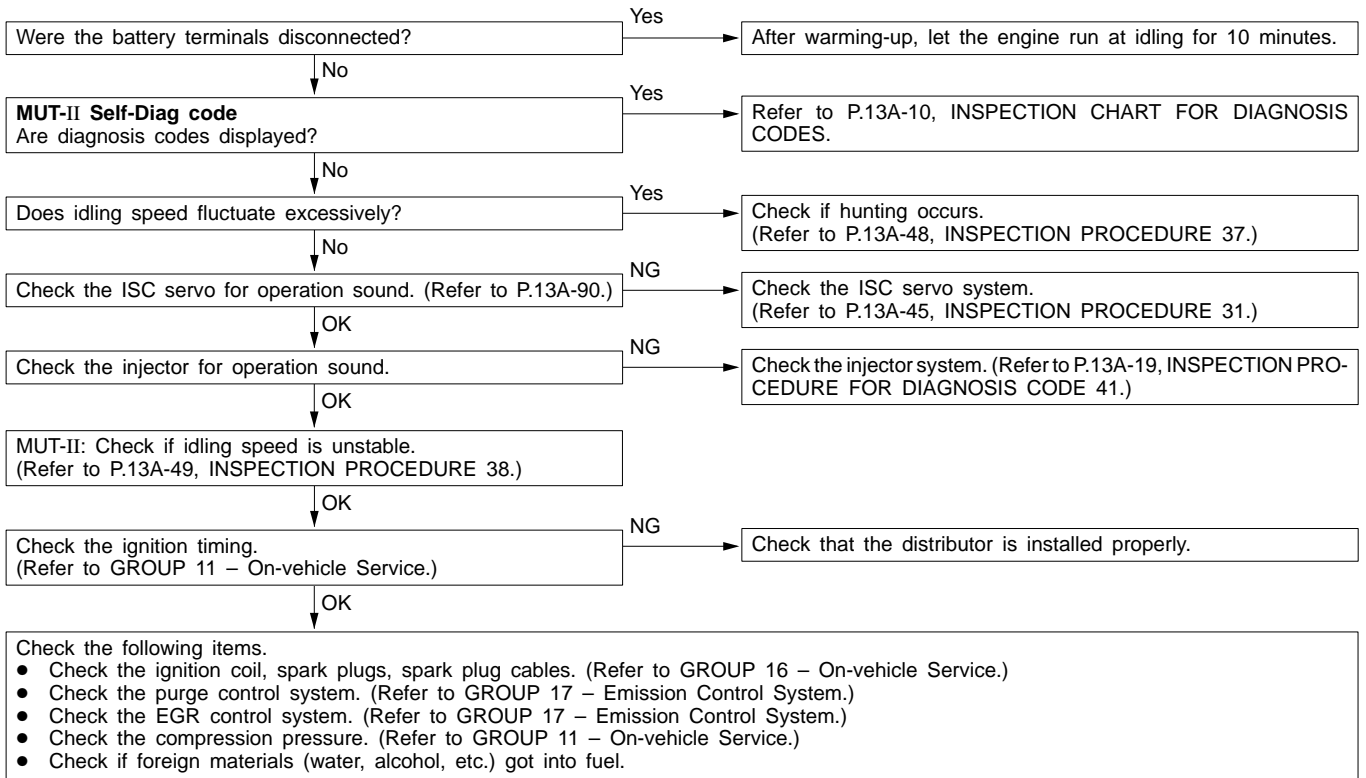 Were the battery terminals disconnected?
Yes
After warming-up, let the engine run at idling for 10 minutes.
No
MUT-II Self-Diag code
Are diagnosis codes displayed?
Yes
Refer to P.13A-10, INSPECTION CHART FOR DIAGNOSIS
CODES.
No
Does idling speed fluctuate excessively?
Yes
Check if hunting occurs.
(Refer to P.13A-48, INSPECTION PROCEDURE 37.)
No
Check the ISC servo for operation sound. (Refer to P.13A-90.)
NG
Check the ISC servo system.
(Refer to P.13A-45, INSPECTION PROCEDURE 31.)
OK
Check the injector for operation sound.
NG
Check the injector system. (Refer to P.13A-19, INSPECTION PRO-
CEDURE FOR DIAGNOSIS CODE 41.)
OK
MUT-II: Check if idling speed is unstable.
(Refer to P.13A-49, INSPECTION PROCEDURE 38.)
OK
Check the ignition timing.
(Refer to GROUP 11 – On-vehicle Service.)
NG
Check that the distributor is installed properly.
OK
Check the following items.
● Check the ignition coil, spark plugs, spark plug cables. (Refer to GROUP 16 – On-vehicle Service.)
● Check the purge control system. (Refer to GROUP 17 – Emission Control System.)
● Check the EGR control system. (Refer to GROUP 17 – Emission Control System.)
● Check the compression pressure. (Refer to GROUP 11 – On-vehicle Service.)
● Check if foreign materials (water, alcohol, etc.) got into fuel.